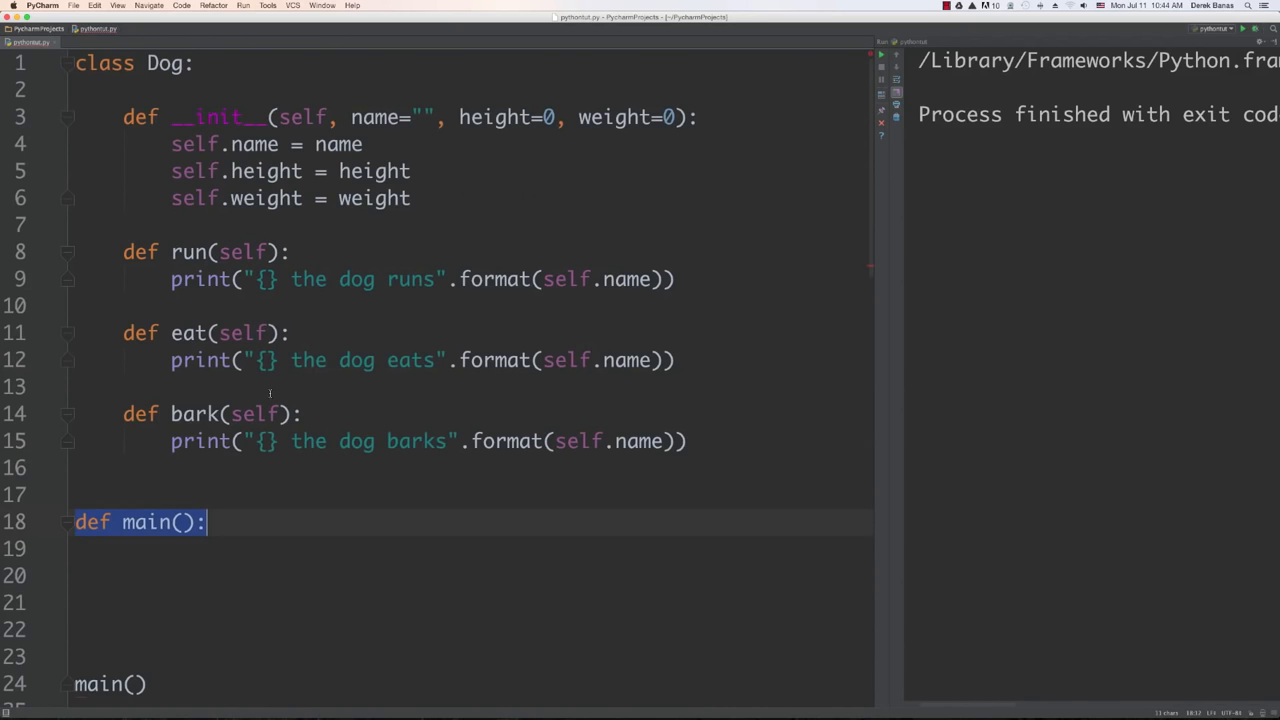 PyCharm File Edit View Navigate Code Refactor Run Tools VCS Window Help
10 Mon Jul 11 10:44 AM Derek Banas
pythontut.py - PycharmProjects - [~/PycharmProjects]
PycharmProjects pythontut.py pythontut
pythontut.py Run pythontut
1 class Dog:
2
3 def __init__(self, name="", height=0, weight=0):
4 self.name = name
5 self.height = height
6 self.weight = weight
7
8 def run(self):
9 print("{} the dog runs".format(self.name))
10
11 def eat(self):
12 print("{} the dog eats".format(self.name))
13
14 def bark(self):
15 print("{} the dog barks".format(self.name))
16
17
18 def main():
19
20
21
22
23
24 main()
/Library/Frameworks/Python.fra
Process finished with exit cod
11 chars 18:12 LF UTF-8